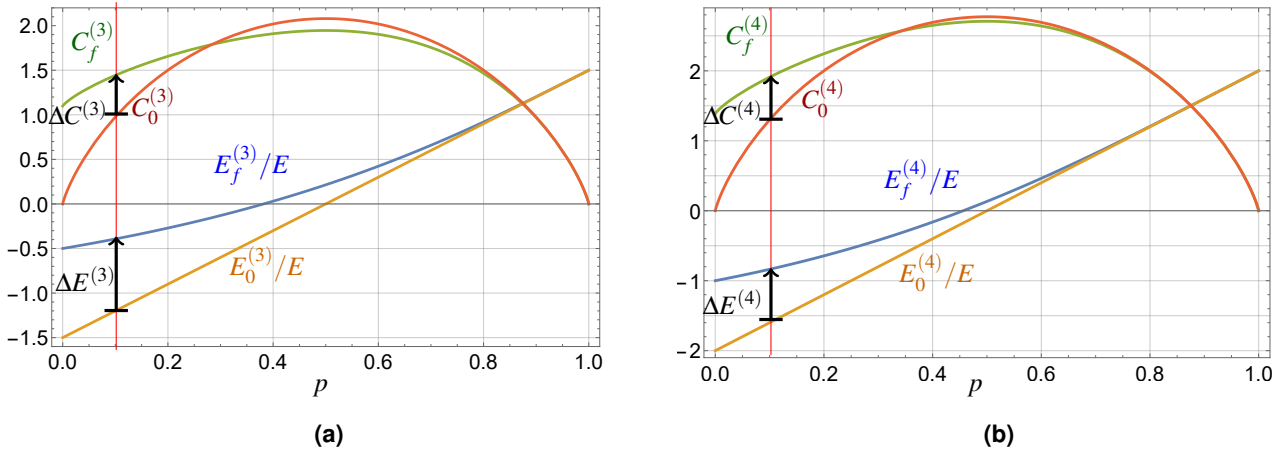 2.0
1.5
1.0
0.5
0.0
−0.5
−1.0
−1.5
C_f^{(3)}
ΔC^{(3)}
C_0^{(3)}
E_f^{(3)}/E
E_0^{(3)}/E
ΔE^{(3)}
0.0 0.2 0.4 0.6 0.8 1.0
p
(a)
2
1
0
−1
−2
C_f^{(4)}
ΔC^{(4)}
C_0^{(4)}
E_f^{(4)}/E
E_0^{(4)}/E
ΔE^{(4)}
0.0 0.2 0.4 0.6 0.8 1.0
p
(b)